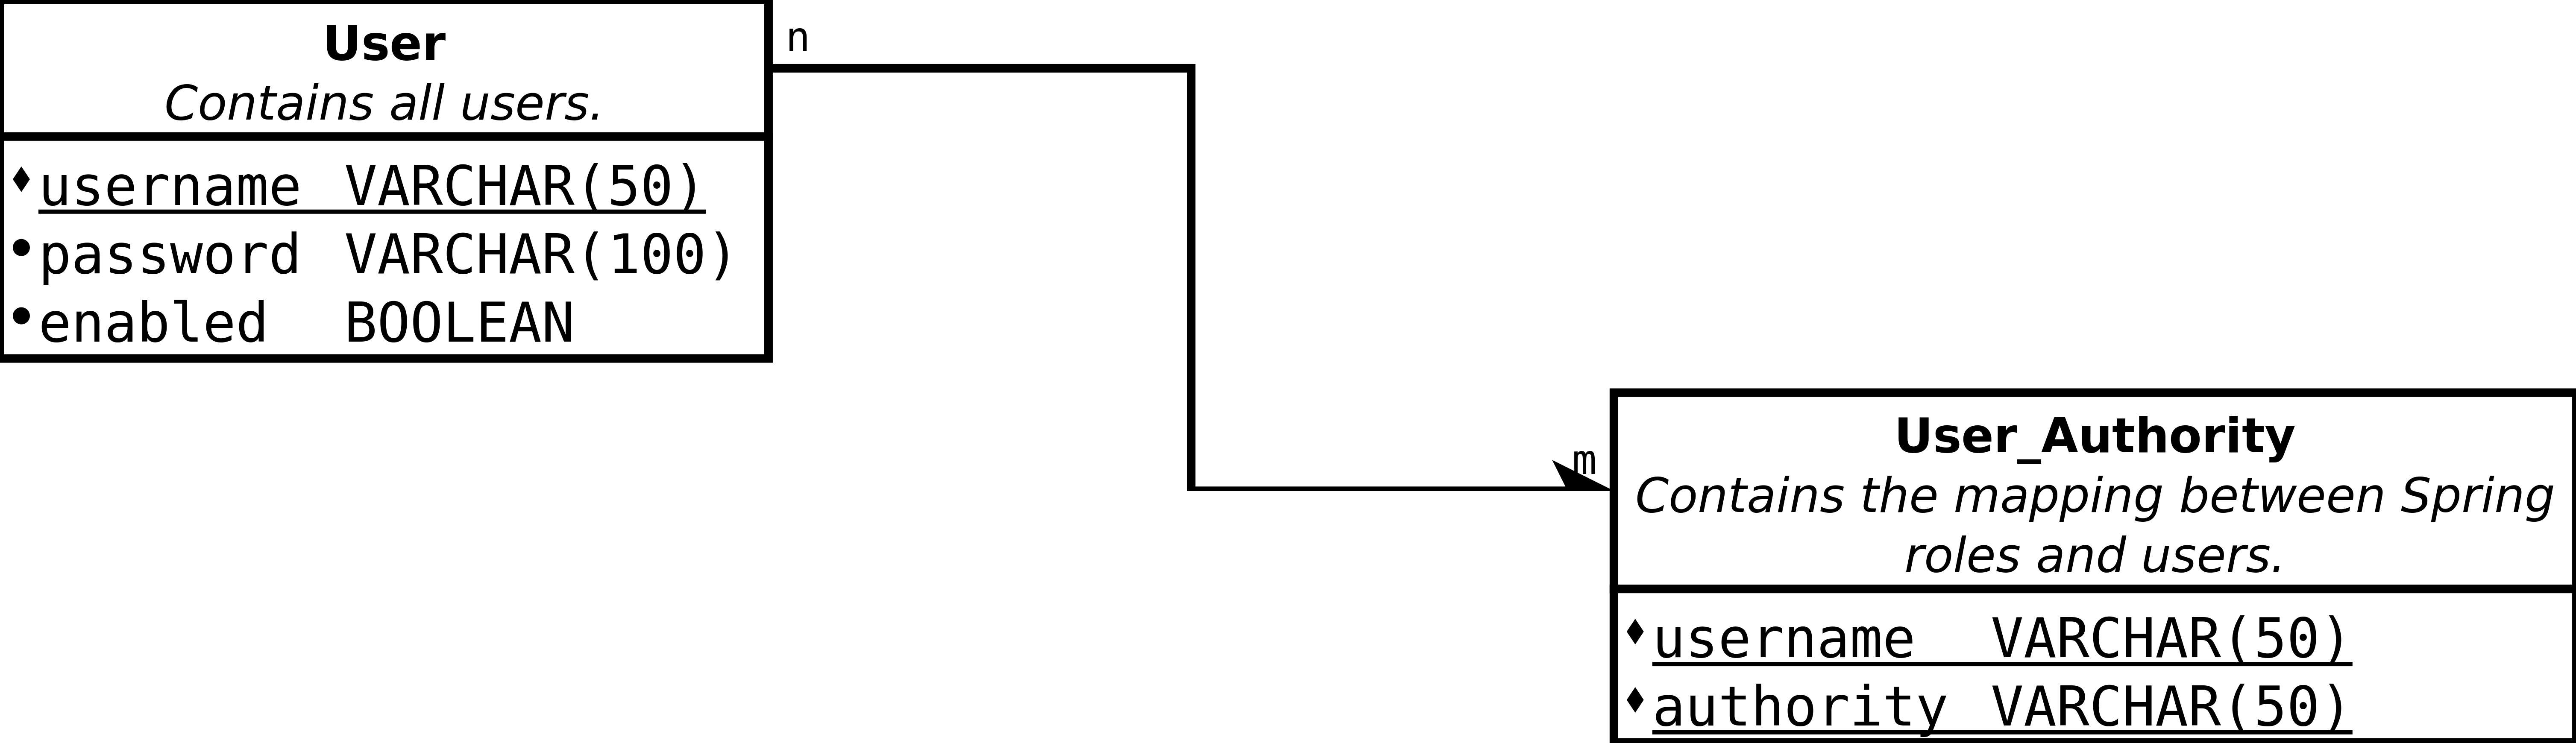 User
Contains all users.
username VARCHAR(50)
password VARCHAR(100)
enabled BOOLEAN
n
m
User_Authority
Contains the mapping between Spring
roles and users.
username VARCHAR(50)
authority VARCHAR(50)